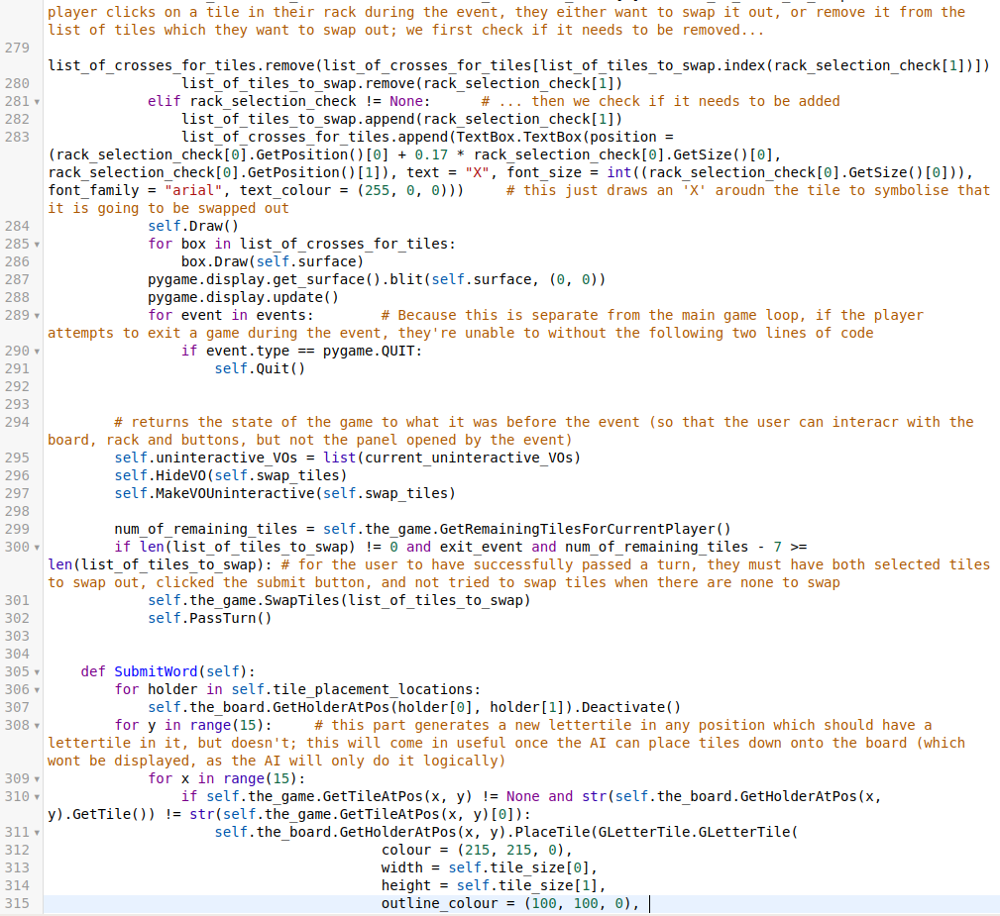 player clicks on a tile in their rack during the event, they either want to swap it out, or remove it from the
list of tiles which they want to swap out; we first check if it needs to be removed...
279
list_of_crosses_for_tiles.remove(list_of_crosses_for_tiles[list_of_tiles_to_swap.index(rack_selection_check[1])])
280                 list_of_tiles_to_swap.remove(rack_selection_check[1])
281             elif rack_selection_check != None:      # ... then we check if it needs to be added
282                 list_of_tiles_to_swap.append(rack_selection_check[1])
283                 list_of_crosses_for_tiles.append(TextBox.TextBox(position =
(rack_selection_check[0].GetPosition()[0] + 0.17 * rack_selection_check[0].GetSize()[0],
rack_selection_check[0].GetPosition()[1]), text = "X", font_size = int((rack_selection_check[0].GetSize()[0])),
font_family = "arial", text_colour = (255, 0, 0)))     # this just draws an 'X' aroudn the tile to symbolise that
it is going to be swapped out
284             self.Draw()
285             for box in list_of_crosses_for_tiles:
286                 box.Draw(self.surface)
287             pygame.display.get_surface().blit(self.surface, (0, 0))
288             pygame.display.update()
289             for event in events:        # Because this is separate from the main game loop, if the player
attempts to exit a game during the event, they're unable to without the following two lines of code
290                 if event.type == pygame.QUIT:
291                     self.Quit()
292
293
294         # returns the state of the game to what it was before the event (so that the user can interacr with the
board, rack and buttons, but not the panel opened by the event)
295         self.uninteractive_VOs = list(current_uninteractive_VOs)
296         self.HideVO(self.swap_tiles)
297         self.MakeVOUninteractive(self.swap_tiles)
298
299         num_of_remaining_tiles = self.the_game.GetRemainingTilesForCurrentPlayer()
300         if len(list_of_tiles_to_swap) != 0 and exit_event and num_of_remaining_tiles - 7 >=
len(list_of_tiles_to_swap): # for the user to have successfully passed a turn, they must have both selected tiles
to swap out, clicked the submit button, and not tried to swap tiles when there are none to swap
301             self.the_game.SwapTiles(list_of_tiles_to_swap)
302             self.PassTurn()
303
304
305     def SubmitWord(self):
306         for holder in self.tile_placement_locations:
307             self.the_board.GetHolderAtPos(holder[0], holder[1]).Deactivate()
308         for y in range(15):     # this part generates a new lettertile in any position which should have a
lettertile in it, but doesn't; this will come in useful once the AI can place tiles down onto the board (which
wont be displayed, as the AI will only do it logically)
309             for x in range(15):
310                 if self.the_game.GetTileAtPos(x, y) != None and str(self.the_board.GetHolderAtPos(x,
y).GetTile()) != str(self.the_game.GetTileAtPos(x, y)[0]):
311                     self.the_board.GetHolderAtPos(x, y).PlaceTile(GLetterTile.GLetterTile(
312                                         colour = (215, 215, 0),
313                                         width = self.tile_size[0],
314                                         height = self.tile_size[1],
315                                         outline_colour = (100, 100, 0),